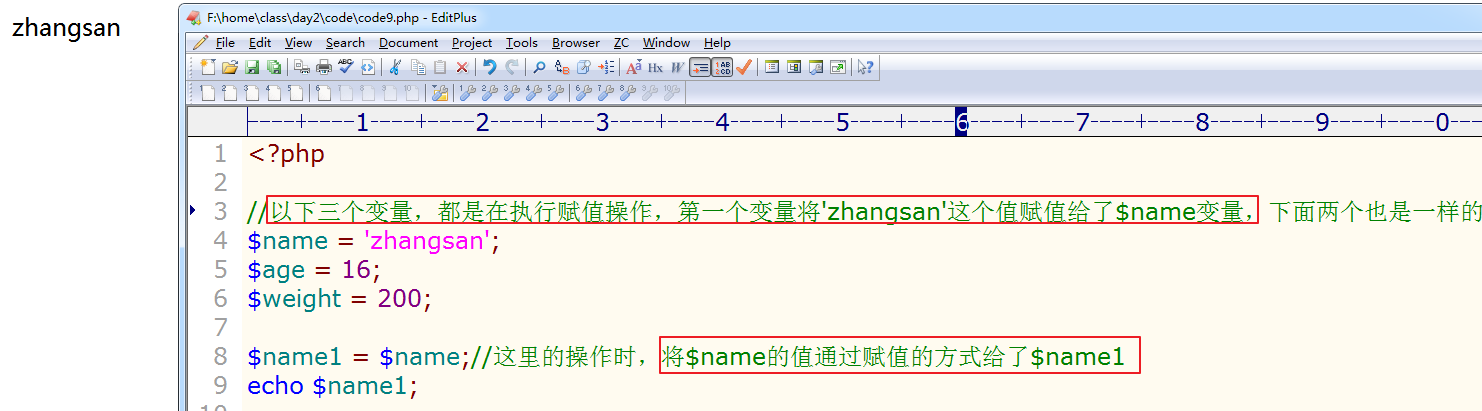 zhangsan
F:\home\class\day2\code\code9.php - EditPlus
File Edit View Search Document Project Tools Browser ZC Window Help
----+----1----+----2----+----3----+----4----+----5----+----6----+----7----+----8----+----9----+----0----
1 <?php
2
3 //以下三个变量，都是在执行赋值操作，第一个变量将'zhangsan'这个值赋值给了$name变量，下面两个也是一样的
4 $name = 'zhangsan';
5 $age = 16;
6 $weight = 200;
7
8 $name1 = $name;//这里的操作时，将$name的值通过赋值的方式给了$name1
9 echo $name1;
10